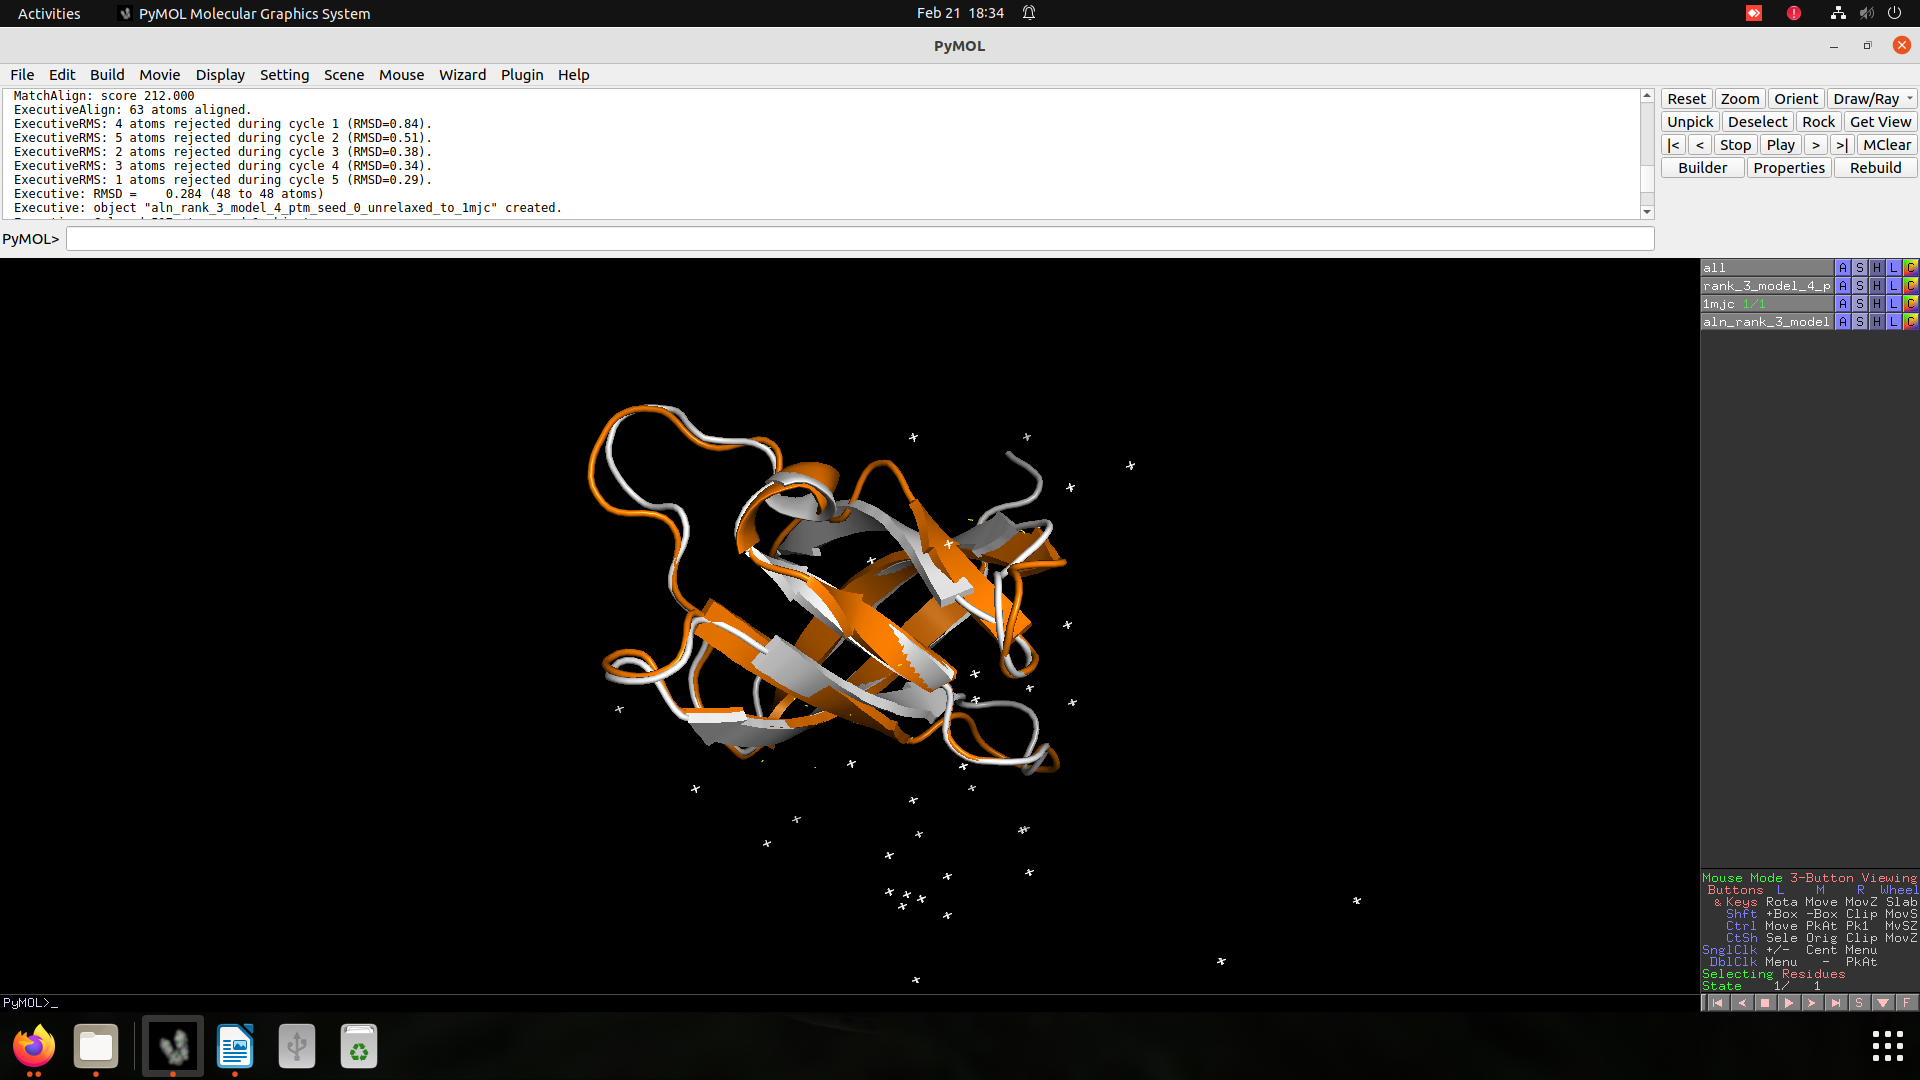 Activities PyMOL Molecular Graphics System Feb 21 18:34
PyMOL
File Edit Build Movie Display Setting Scene Mouse Wizard Plugin Help
MatchAlign: score 212.000
ExecutiveAlign: 63 atoms aligned.
ExecutiveRMS: 4 atoms rejected during cycle 1 (RMSD=0.84).
ExecutiveRMS: 5 atoms rejected during cycle 2 (RMSD=0.51).
ExecutiveRMS: 2 atoms rejected during cycle 3 (RMSD=0.38).
ExecutiveRMS: 3 atoms rejected during cycle 4 (RMSD=0.34).
ExecutiveRMS: 1 atoms rejected during cycle 5 (RMSD=0.29).
Executive: RMSD = 0.284 (48 to 48 atoms)
Executive: object "aln_rank_3_model_4_ptm_seed_0_unrelaxed_to_1mjc" created.
Reset Zoom Orient Draw/Ray
Unpick Deselect Rock Get View
|< < Stop Play > >| MClear
Builder Properties Rebuild
PyMOL>
all A S H L C
rank_3_model_4_p A S H L C
1mjc 1/1 A S H L C
aln_rank_3_model A S H L C
Mouse Mode 3-Button Viewing
Buttons L M R Wheel
& Keys Rota Move MovZ Slab
Shft +Box -Box Clip MovS
Ctrl Move PkAt Pk1 MvSZ
CtSh Sele Orig Clip MovZ
SnglClk +/- Cent Menu
DblClk Menu - PkAt
Selecting Residues
State 1/ 1
PyMOL>_
S F